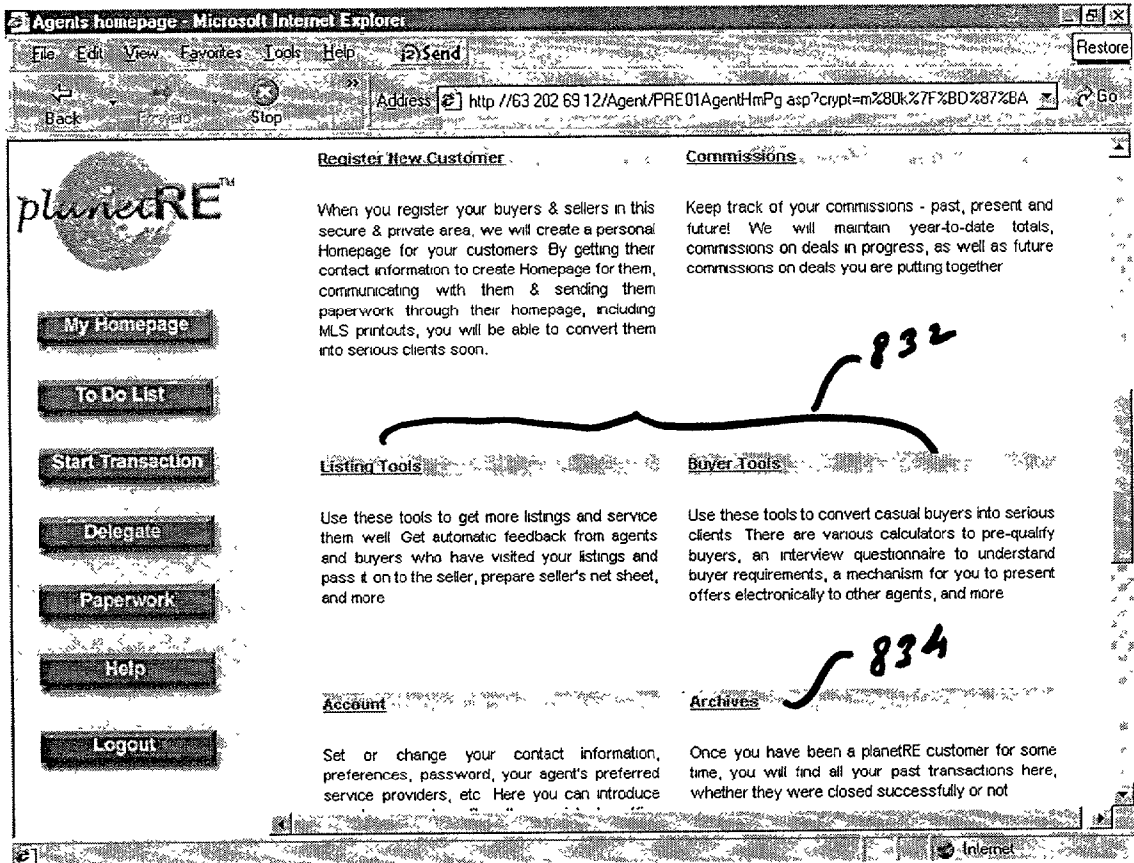 Agents homepage - Microsoft Internet Explorer
File Edit View Favorites Tools Help Send
Restore
Back Stop » Address http //63 202 69 12/Agent/PRE01AgentHmPg asp?crypt=m%80k%7F%BD%87%BA Go
planetRE™
My Homepage
To Do List
Start Transaction
Delegate
Paperwork
Help
Logout
Register New Customer
When you register your buyers & sellers in this
secure & private area, we will create a personal
Homepage for your customers By getting their
contact information to create Homepage for them,
communicating with them & sending them
paperwork through their homepage, including
MLS printouts, you will be able to convert them
into serious clients soon.
Commissions
Keep track of your commissions - past, present and
future! We will maintain year-to-date totals,
commissions on deals in progress, as well as future
commissions on deals you are putting together
832
Listing Tools
Use these tools to get more listings and service
them well Get automatic feedback from agents
and buyers who have visited your listings and
pass it on to the seller, prepare seller's net sheet,
and more
Buyer Tools
Use these tools to convert casual buyers into serious
clients There are various calculators to pre-qualify
buyers, an interview questionnaire to understand
buyer requirements, a mechanism for you to present
offers electronically to other agents, and more
834
Account
Set or change your contact information,
preferences, password, your agent's preferred
service providers, etc Here you can introduce
Archives
Once you have been a planetRE customer for some
time, you will find all your past transactions here,
whether they were closed successfully or not
Internet